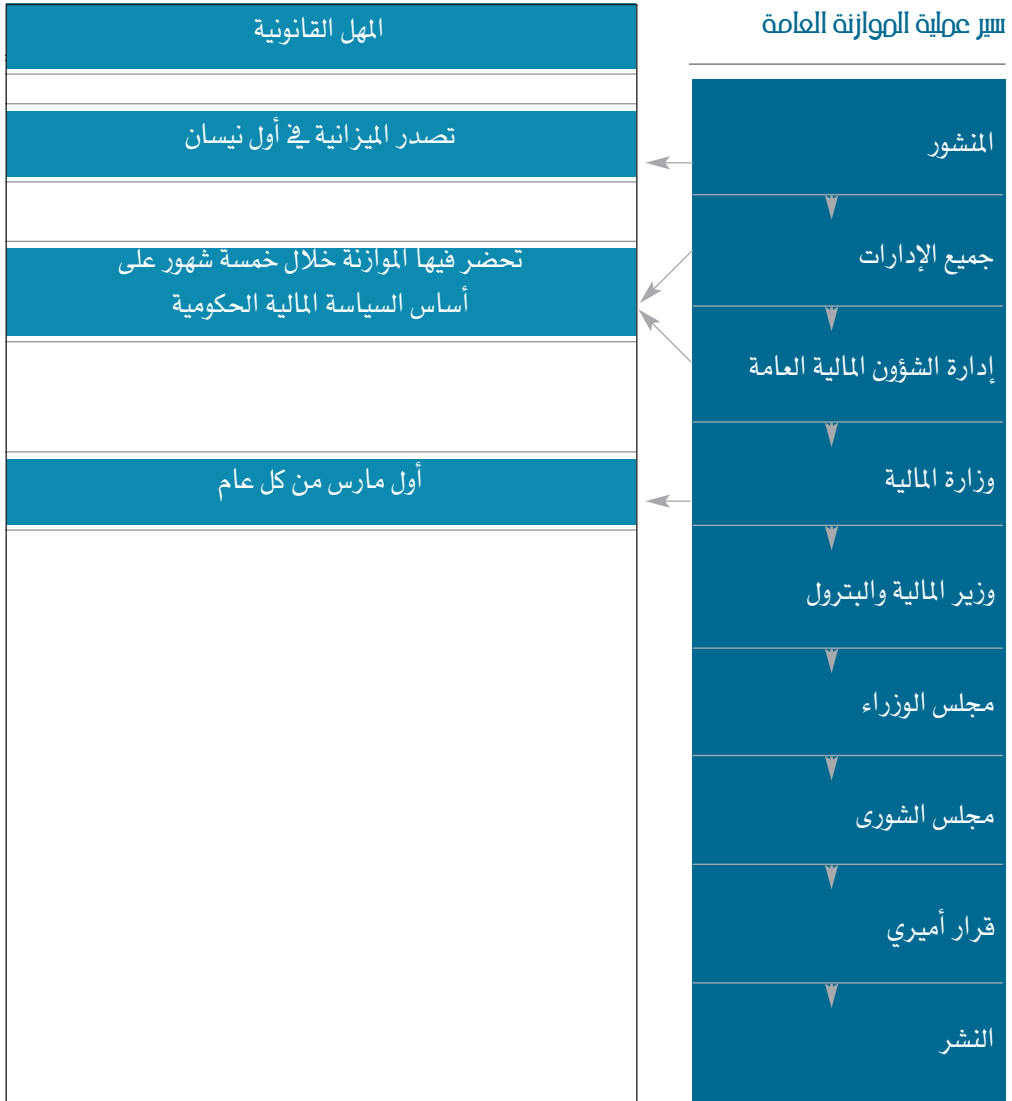 سير عملية الموازنة العامة
المهل القانونية
المنشور
تصدر الميزانية في أول نيسان
جميع الإدارات
تحضر فيها الموازنة خلال خمسة شهور على
أساس السياسة المالية الحكومية
إدارة الشؤون المالية العامة
وزارة المالية
أول مارس من كل عام
وزير المالية والبترول
مجلس الوزراء
مجلس الشورى
قرار أميري
النشر